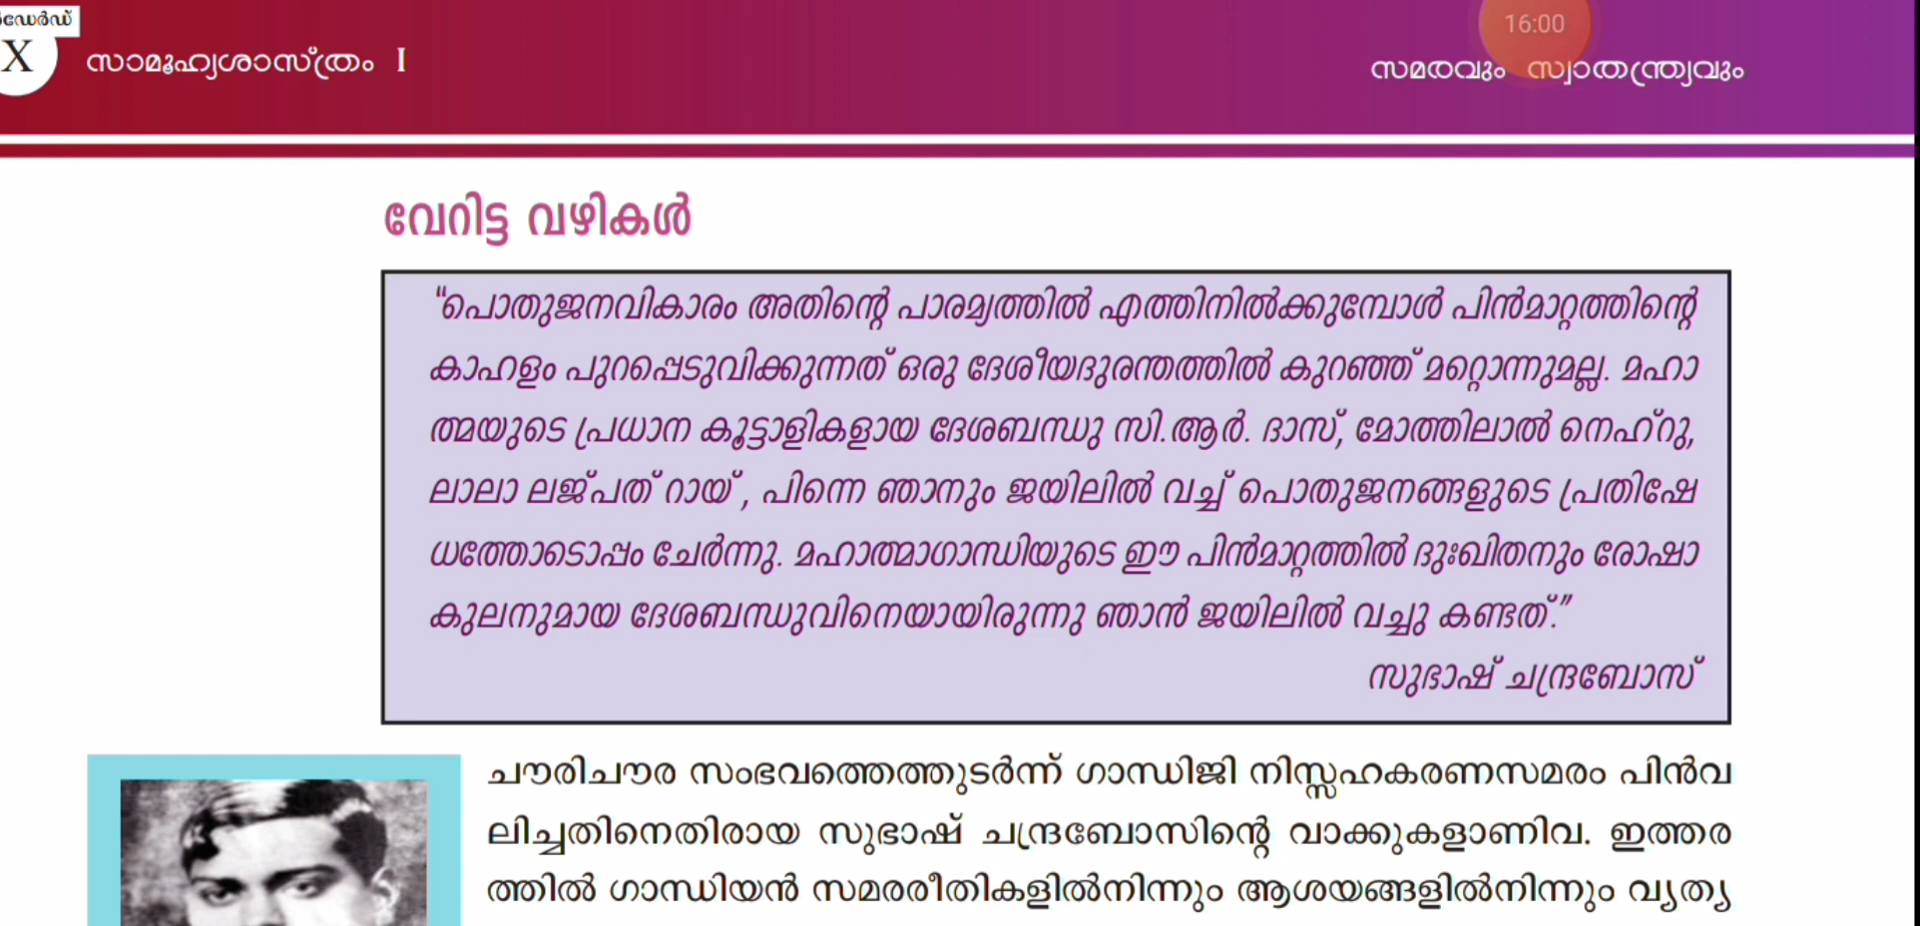 X
സാമൂഹ്യശാസ്ത്രം I
16:00
സമരവും സ്വാതന്ത്ര്യവും
വേറിട്ട വഴികൾ
“പൊതുജനവികാരം അതിന്റെ പാരമ്യത്തിൽ എത്തിനിൽക്കുമ്പോൾ പിൻമാറ്റത്തിന്റെ
കാഹളം പുറപ്പെടുവിക്കുന്നത് ഒരു ദേശീയദുരന്തത്തിൽ കുറഞ്ഞ് മറ്റൊന്നുമല്ല. മഹാ
ത്മയുടെ പ്രധാന കൂട്ടാളികളായ ദേശബന്ധു സി.ആർ. ദാസ്, മോത്തിലാൽ നെഹ്റു,
ലാലാ ലജ്പത് റായ്, പിന്നെ ഞാനും ജയിലിൽ വച്ച് പൊതുജനങ്ങളുടെ പ്രതിഷേ
ധത്തോടൊപ്പം ചേർന്നു. മഹാത്മാഗാന്ധിയുടെ ഈ പിൻമാറ്റത്തിൽ ദുഃഖിതനും രോഷാ
കുലനുമായ ദേശബന്ധുവിനെയായിരുന്നു ഞാൻ ജയിലിൽ വച്ചു കണ്ടത്.”
സുഭാഷ് ചന്ദ്രബോസ്
ചൗരിചൗര സംഭവത്തെത്തുടർന്ന് ഗാന്ധിജി നിസ്സഹകരണസമരം പിൻവ
ലിച്ചതിനെതിരായ സുഭാഷ് ചന്ദ്രബോസിന്റെ വാക്കുകളാണിവ. ഇത്തര
ത്തിൽ ഗാന്ധിയൻ സമരരീതികളിൽനിന്നും ആശയങ്ങളിൽനിന്നും വ്യത്യ